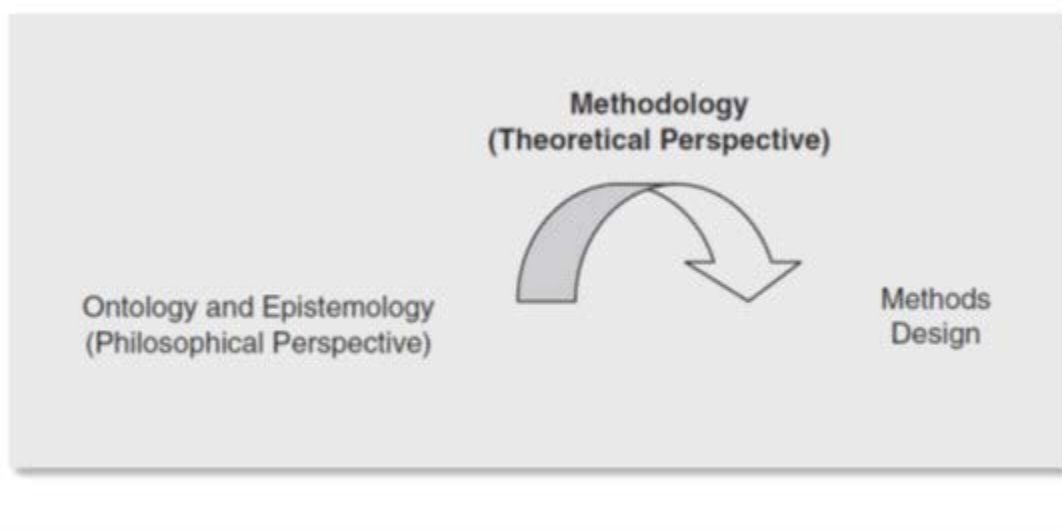 Methodology
(Theoretical Perspective)
Ontology and Epistemology
(Philosophical Perspective)
Methods
Design